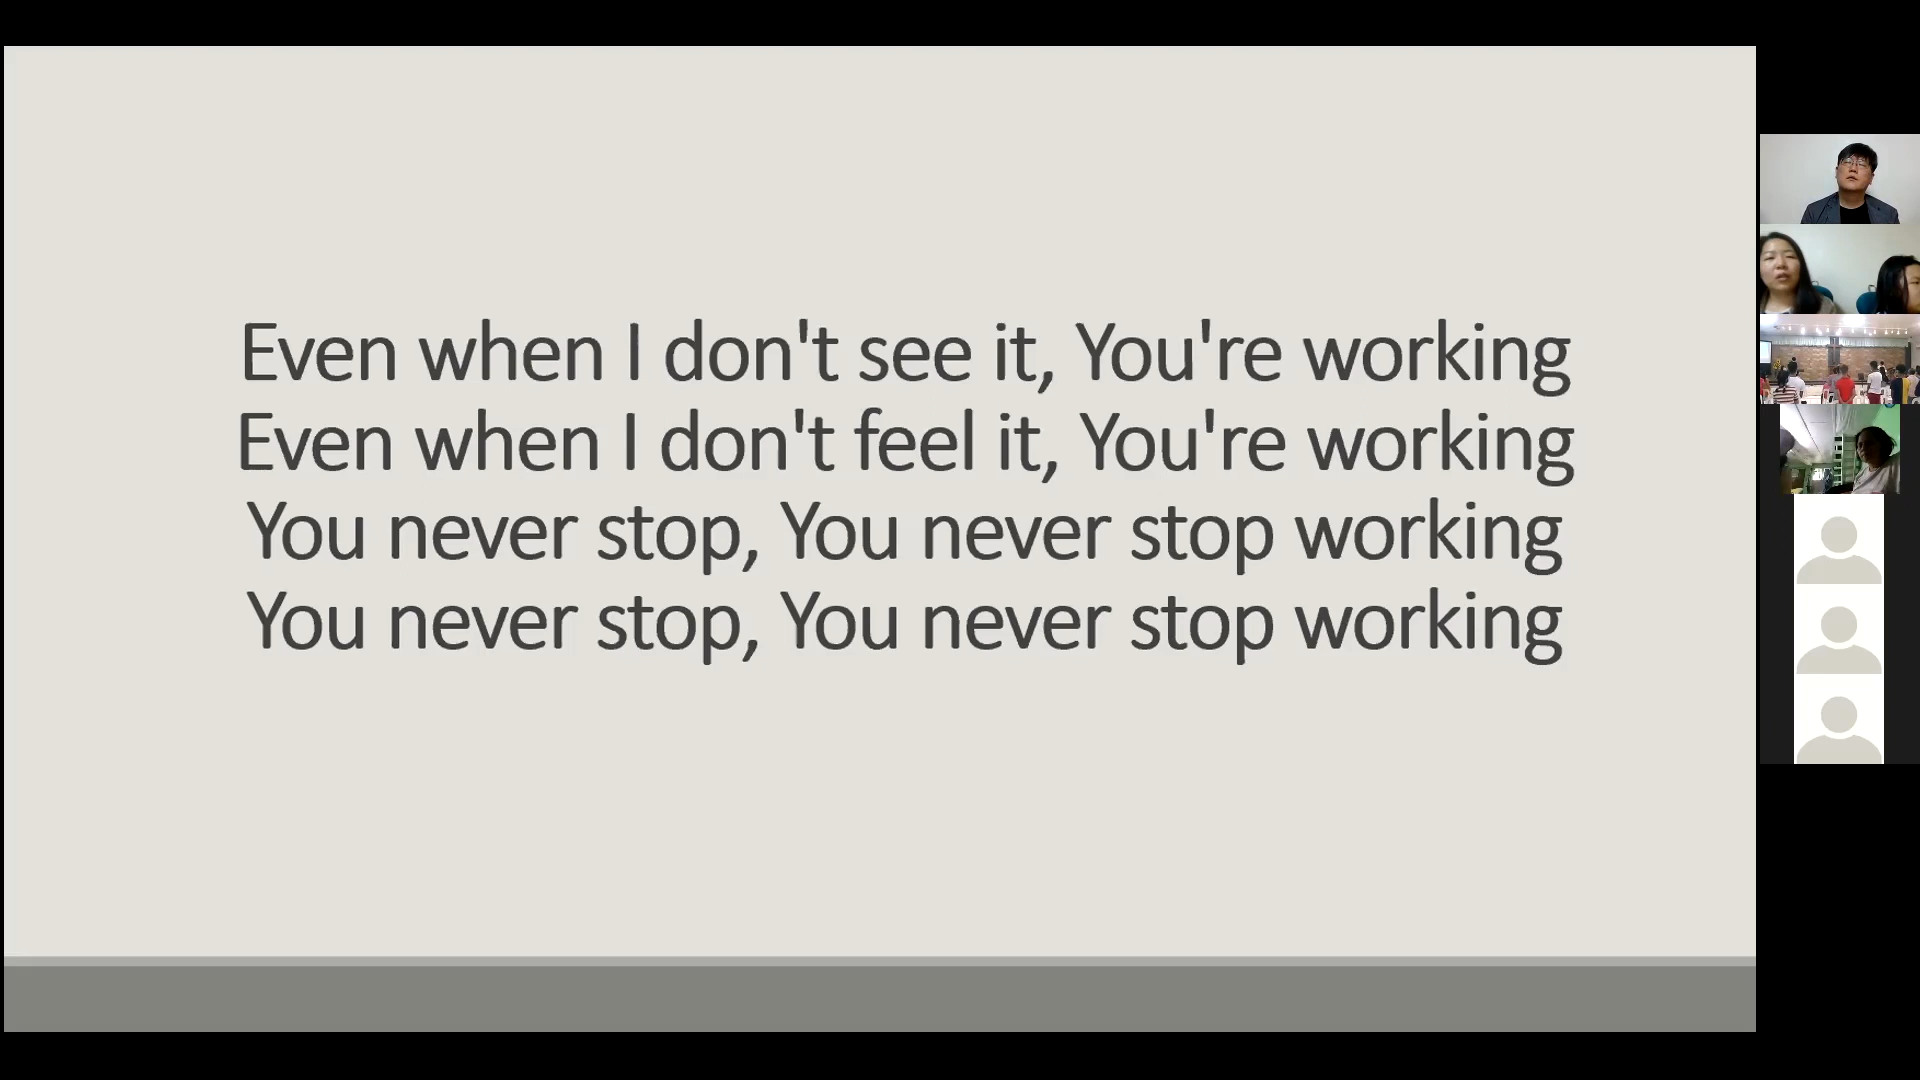 Even when I don't see it, You're working
Even when I don't feel it, You're working
You never stop, You never stop working
You never stop, You never stop working